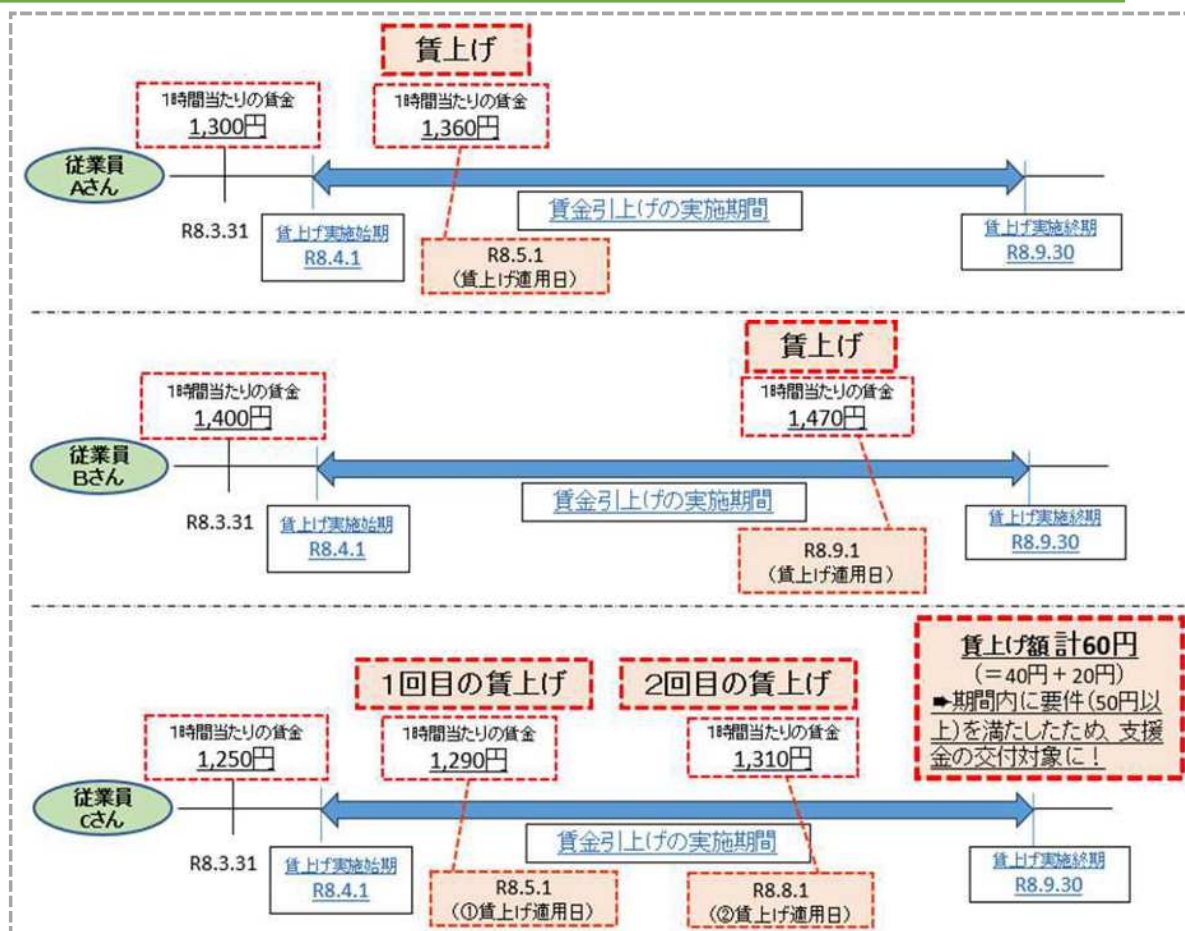 賃上げ
1時間当たりの賃金
1,300円
1時間当たりの賃金
1,360円
従業員
Aさん
賃金引上げの実施期間
R8.3.31
賃上げ実施始期
R8.4.1
R8.5.1
(賃上げ適用日)
賃上げ実施終期
R8.9.30
賃上げ
1時間当たりの賃金
1,400円
1時間当たりの賃金
1,470円
従業員
Bさん
賃金引上げの実施期間
R8.3.31
賃上げ実施始期
R8.4.1
R8.9.1
(賃上げ適用日)
賃上げ実施終期
R8.9.30
賃上げ額 計60円
(=40円+20円)
➡期間内に要件(50円以
上)を満たしたため、支援
金の交付対象に!
1回目の賃上げ
2回目の賃上げ
1時間当たりの賃金
1,250円
1時間当たりの賃金
1,290円
1時間当たりの賃金
1,310円
従業員
Cさん
賃金引上げの実施期間
R8.3.31
賃上げ実施始期
R8.4.1
R8.5.1
(①賃上げ適用日)
R8.8.1
(②賃上げ適用日)
賃上げ実施終期
R8.9.30